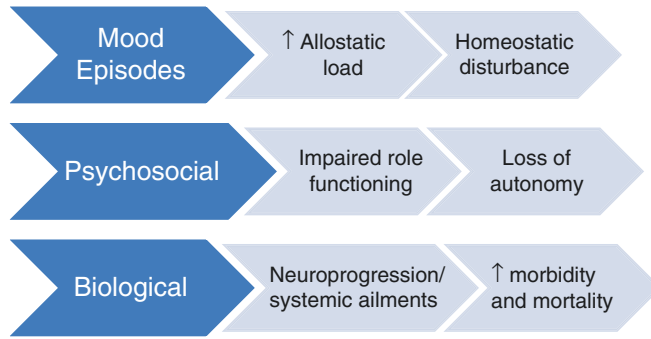 Mood
Episodes
↑ Allostatic
load
Homeostatic
disturbance
Psychosocial
Impaired role
functioning
Loss of
autonomy
Biological
Neuroprogression/
systemic ailments
↑ morbidity
and mortality